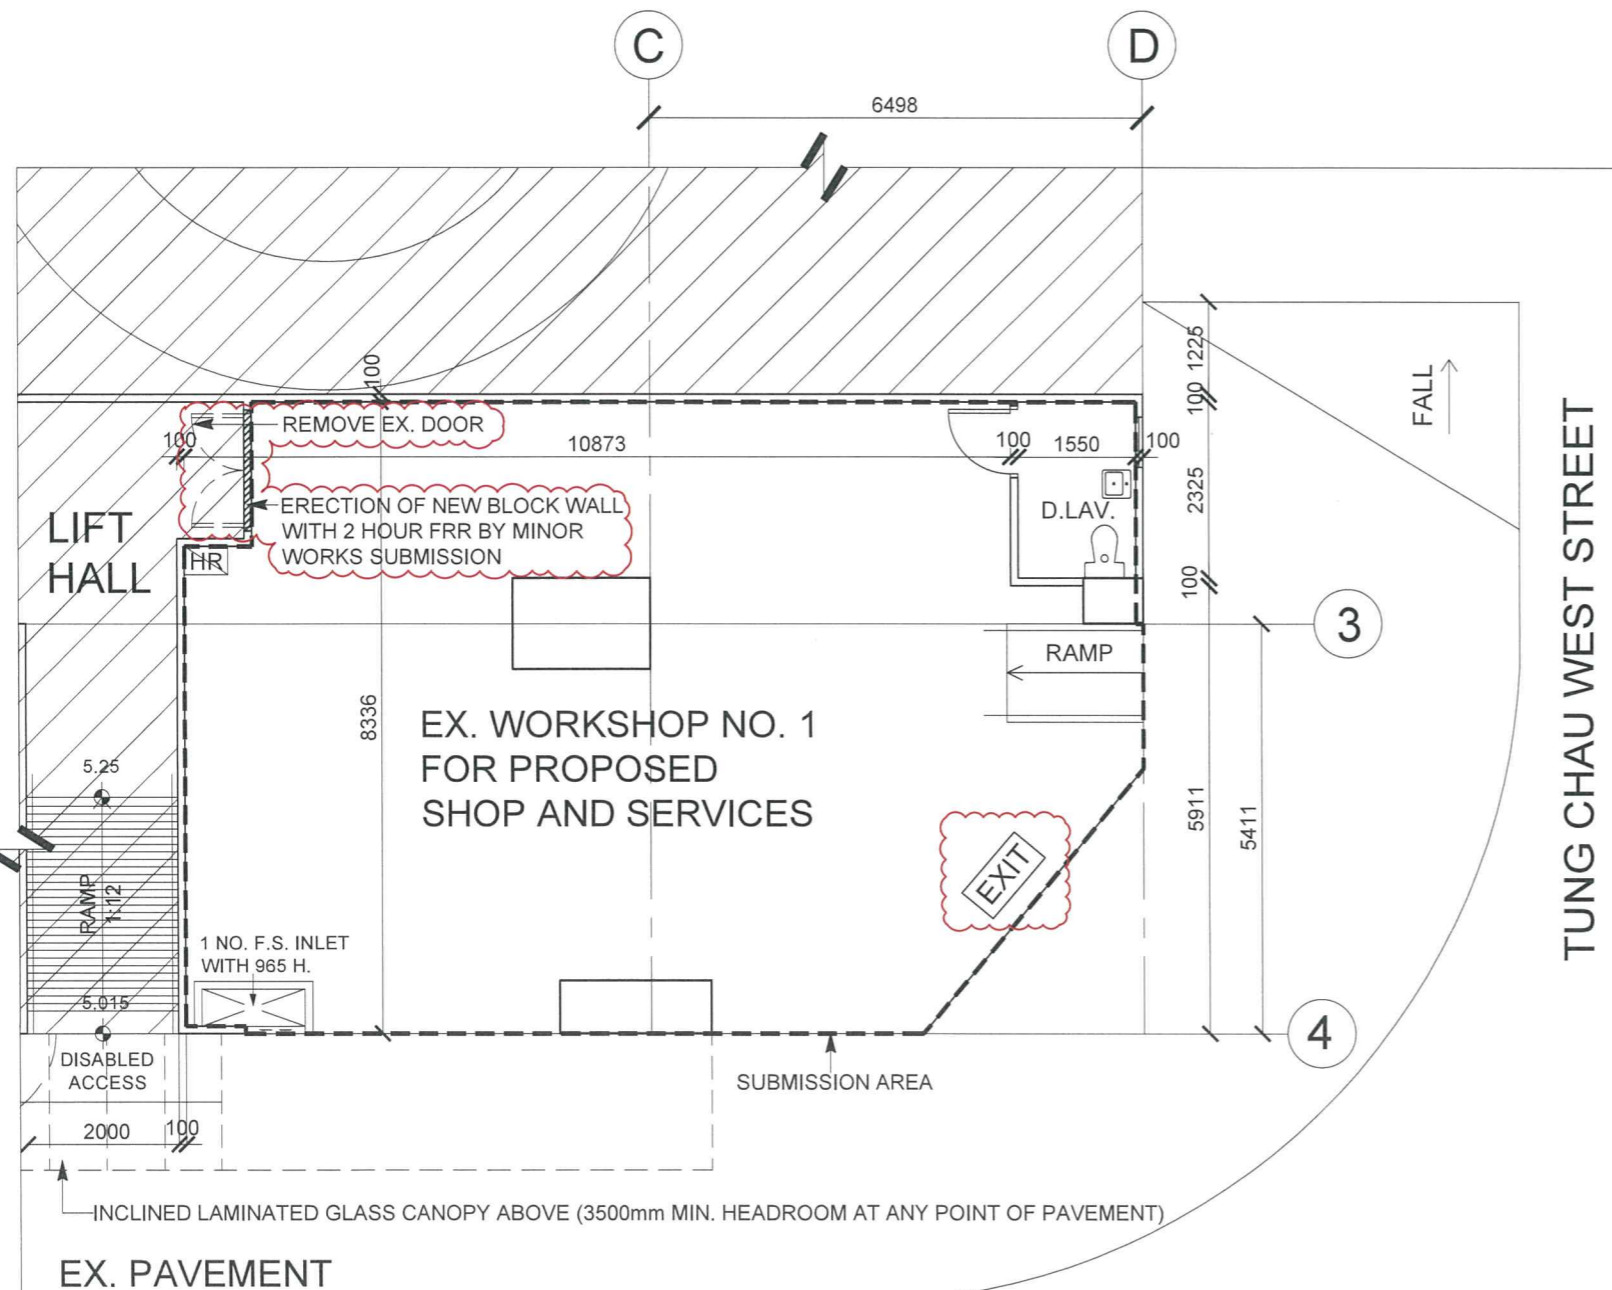 C
D
6498
100
REMOVE EX. DOOR
100
10873
100
1550
100
ERECTION OF NEW BLOCK WALL
WITH 2 HOUR FRR BY MINOR
WORKS SUBMISSION
LIFT
HALL
HR
D.LAV.
1225
100
2325
100
FALL
TUNG CHAU WEST STREET
3
RAMP
8336
EX. WORKSHOP NO. 1
FOR PROPOSED
SHOP AND SERVICES
5.25
5911
5411
RAMP
1:12
EXIT
1 NO. F.S. INLET
WITH 965 H.
5.015
4
DISABLED
ACCESS
SUBMISSION AREA
2000
100
INCLINED LAMINATED GLASS CANOPY ABOVE (3500mm MIN. HEADROOM AT ANY POINT OF PAVEMENT)
EX. PAVEMENT